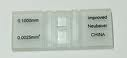 0.1000mm
0.0025mm²
Improved
Neubauer
CHINA